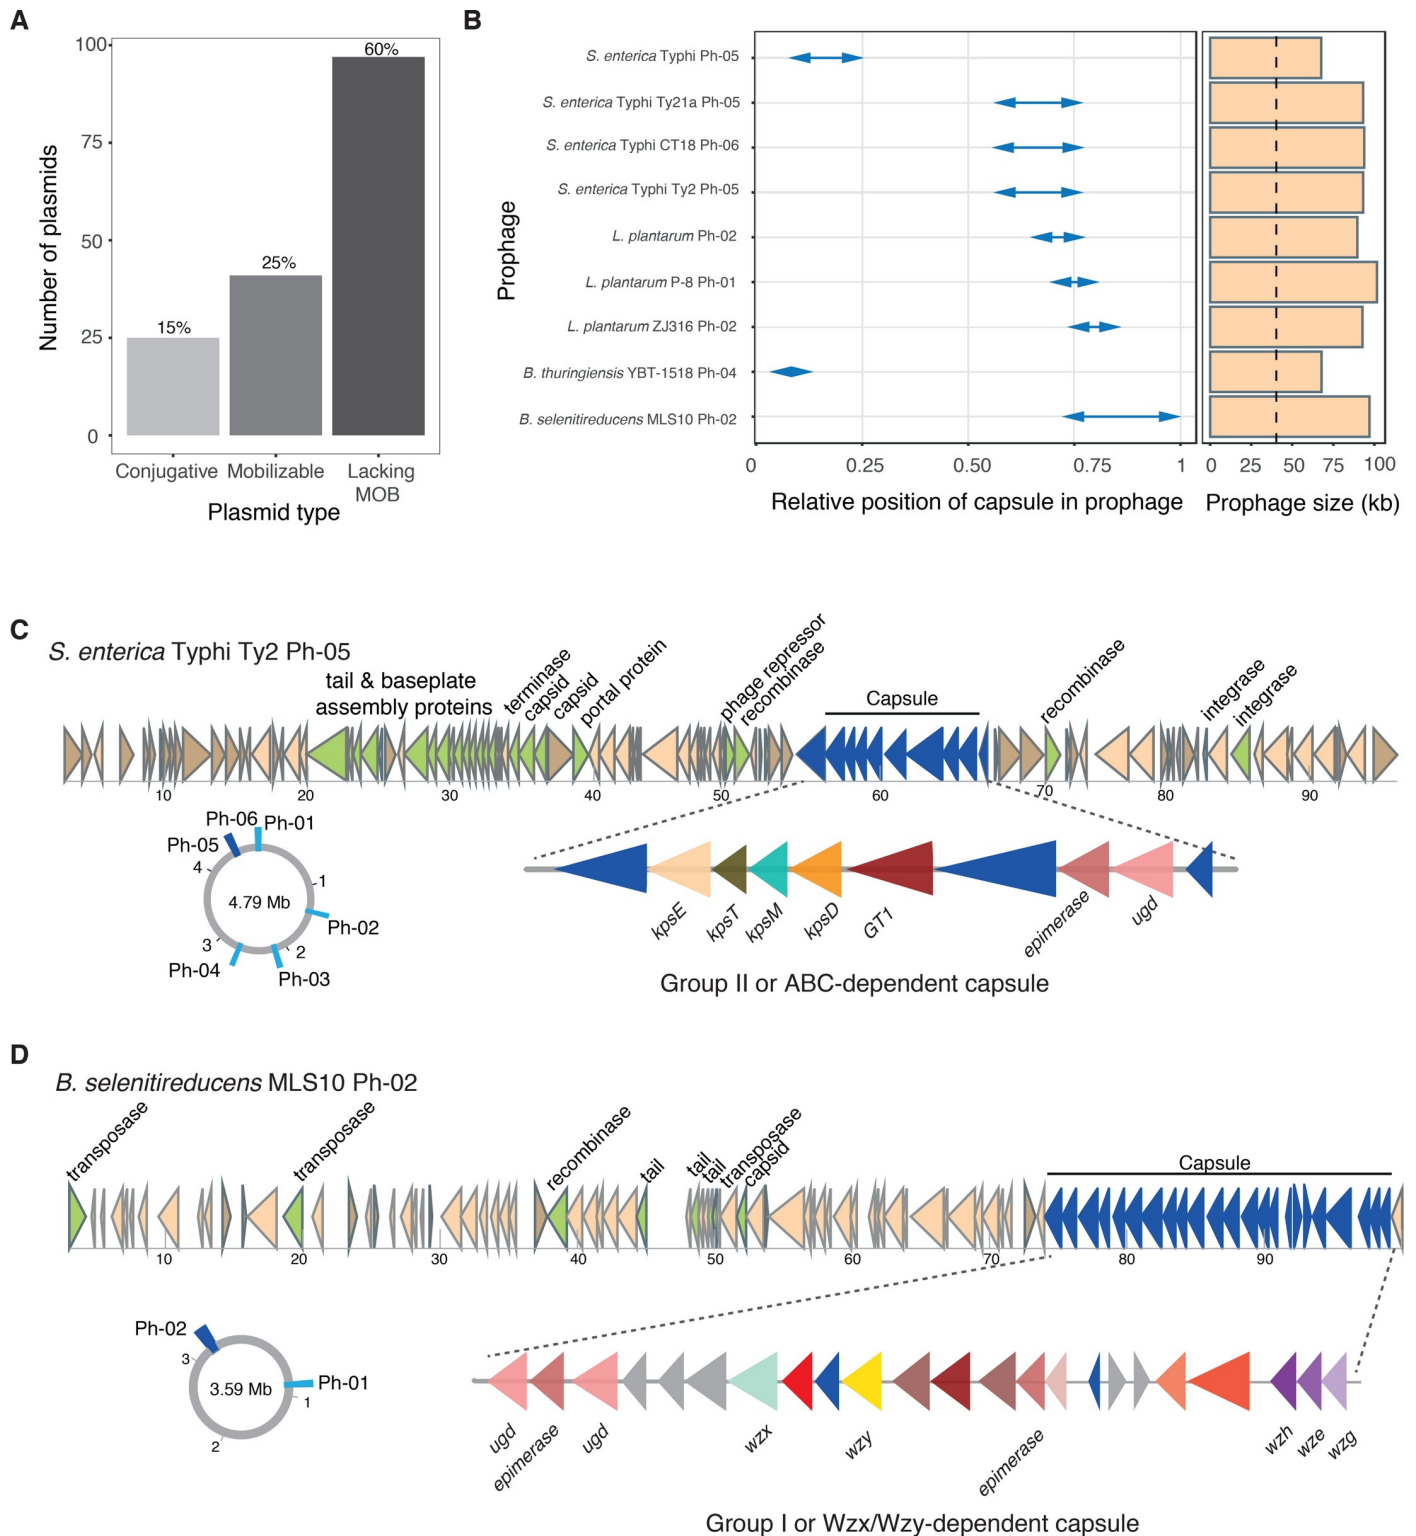 A
100
75
50
25
0
Number of plasmids
15%
25%
60%
Conjugative
Mobilizable
Lacking
MOB
Plasmid type
B
Prophage
S. enterica Typhi Ph-05
S. enterica Typhi Ty21a Ph-05
S. enterica Typhi CT18 Ph-06
S. enterica Typhi Ty2 Ph-05
L. plantarum Ph-02
L. plantarum P-8 Ph-01
L. plantarum ZJ316 Ph-02
B. thuringiensis YBT-1518 Ph-04
B. selenitireducens MLS10 Ph-02
0 0.25 0.50 0.75 1
Relative position of capsule in prophage
0 25 50 75 100
Prophage size (kb)
C
S. enterica Typhi Ty2 Ph-05
tail & baseplate
assembly proteins
terminase
capsid
capsid
portal protein
phage repressor
recombinase
Capsule
recombinase
integrase
integrase
10 20 30 40 50 60 70 80 90
Ph-06
Ph-01
Ph-05
4
1
4.79 Mb
Ph-02
3
2
Ph-04
Ph-03
kpsE
kpsT
kpsM
kpsD
GT1
epimerase
ugd
Group II or ABC-dependent capsule
D
B. selenitireducens MLS10 Ph-02
transposase
transposase
recombinase
tail
tail
tail
transposase
capsid
Capsule
10 20 30 40 50 60 70 80 90
Ph-02
3
3.59 Mb
Ph-01
1
2
ugd
epimerase
ugd
wzx
wzy
epimerase
wzh
wze
wzg
Group I or Wzx/Wzy-dependent capsule